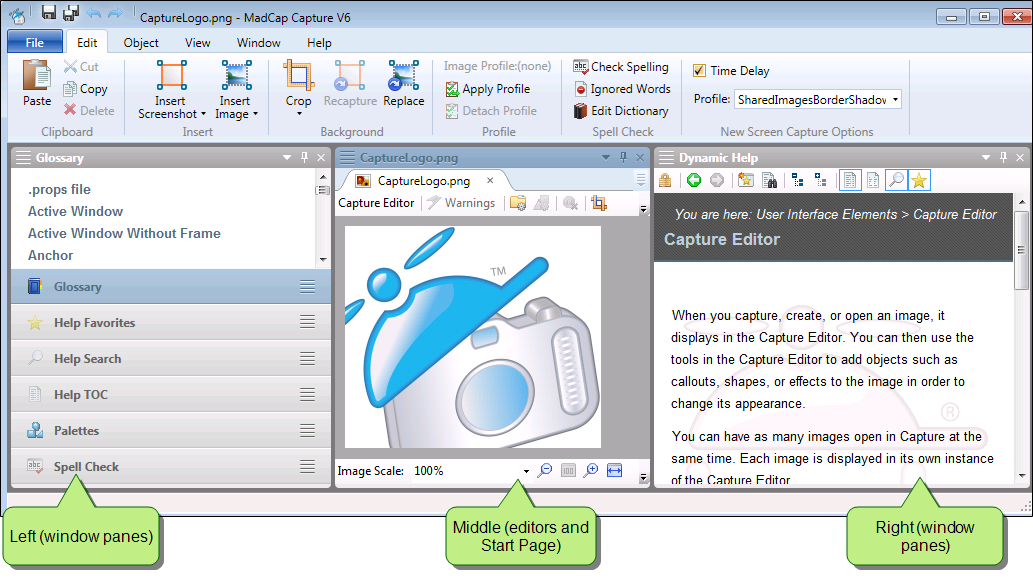 CaptureLogo.png - MadCap Capture V6
File Edit Object View Window Help
Paste
Cut
Copy
Delete
Clipboard
Insert Screenshot
Insert Image
Insert
Crop
Recapture
Replace
Background
Image Profile:(none)
Apply Profile
Detach Profile
Profile
Check Spelling
Ignored Words
Edit Dictionary
Spell Check
Time Delay
Profile: SharedImagesBorderShadov
New Screen Capture Options
Glossary
.props file
Active Window
Active Window Without Frame
Anchor
Glossary
Help Favorites
Help Search
Help TOC
Palettes
abc Spell Check
CaptureLogo.png
CaptureLogo.png
Capture Editor Warnings
TM
Image Scale: 100%
Dynamic Help
You are here: User Interface Elements > Capture Editor
Capture Editor
When you capture, create, or open an image, it
displays in the Capture Editor. You can then use the
tools in the Capture Editor to add objects such as
callouts, shapes, or effects to the image in order to
change its appearance.
®
You can have as many images open in Capture at the
same time. Each image is displayed in its own instance
of the Capture Editor
Left (window panes)
Middle (editors and
Start Page)
Right (window
panes)